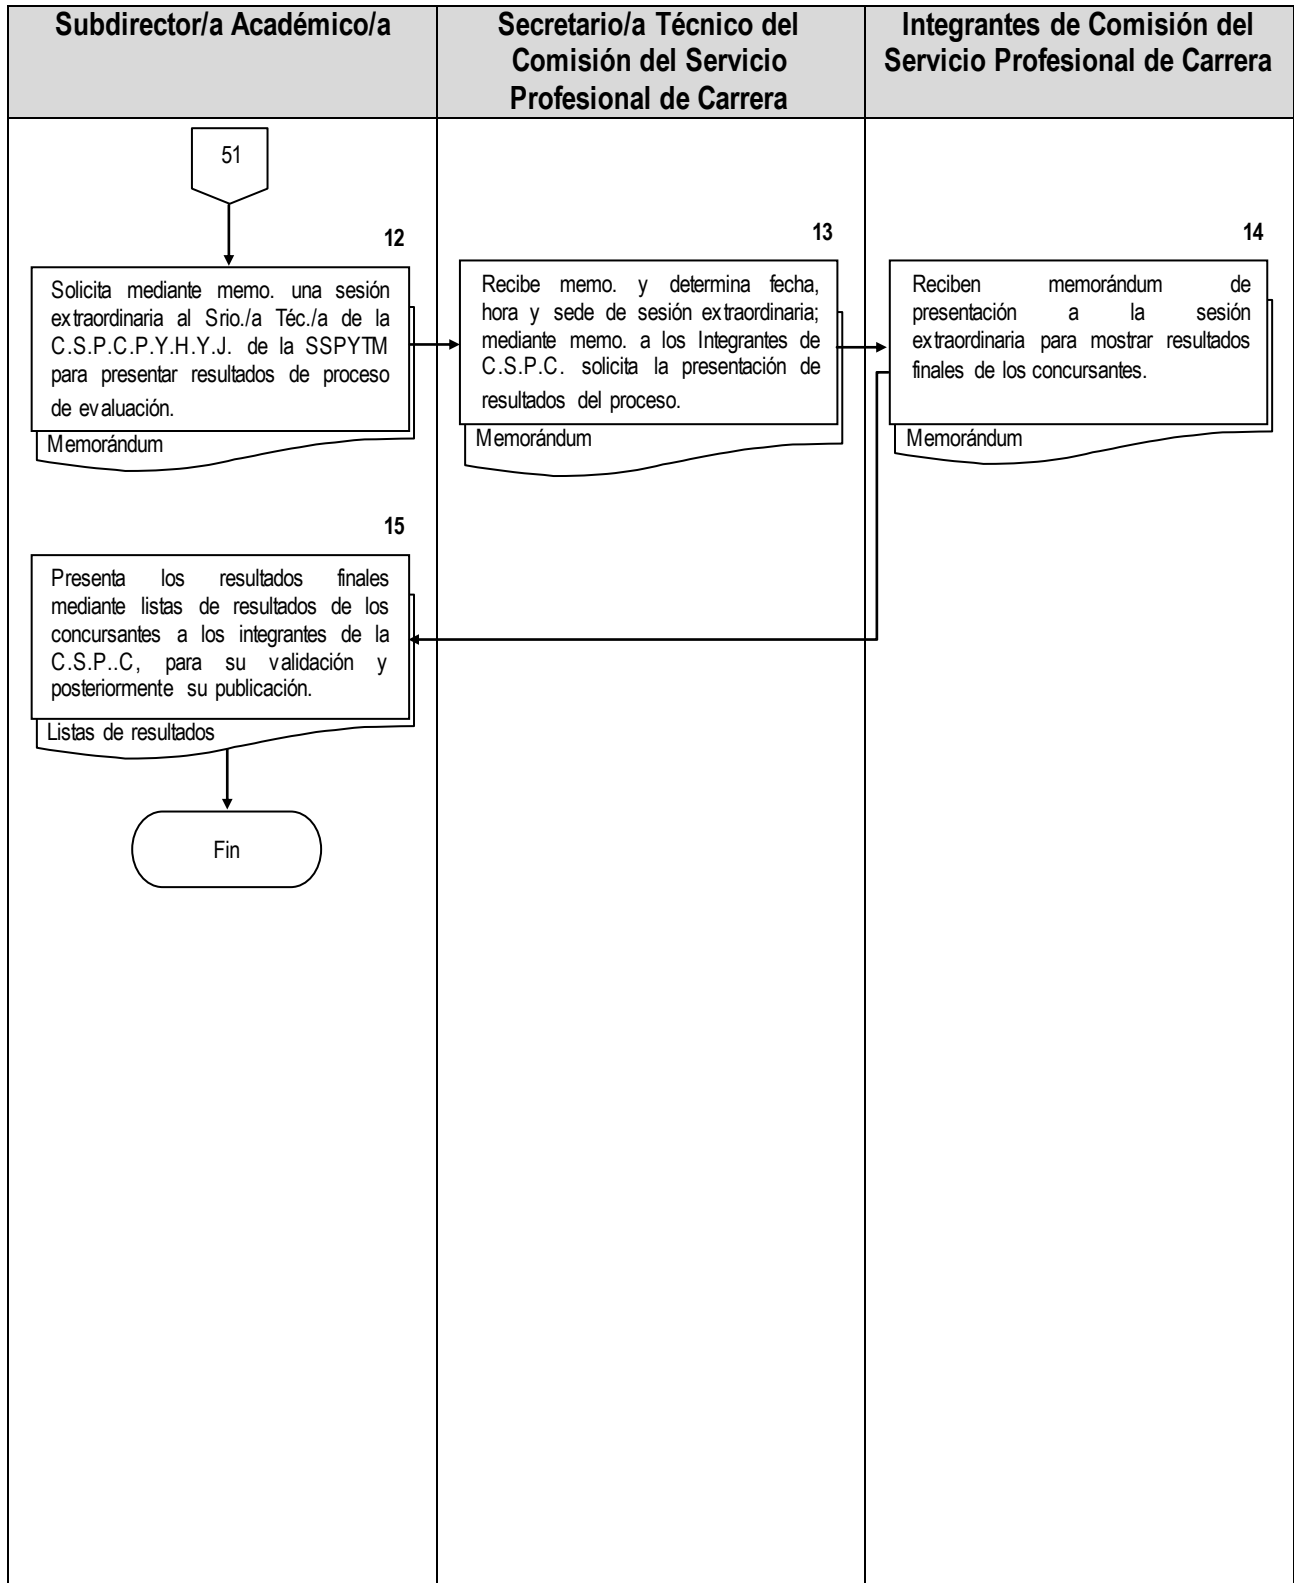 Subdirector/a Académico/a
Secretario/a Técnico del
Comisión del Servicio
Profesional de Carrera
Integrantes de Comisión del
Servicio Profesional de Carrera
51
12
Solicita mediante memo. una sesión
extraordinaria al Srio./a Téc./a de la
C.S.P.C.P.Y.H.Y.J. de la SSPYTM
para presentar resultados de proceso
de evaluación.
Memorándum
13
Recibe memo. y determina fecha,
hora y sede de sesión extraordinaria;
mediante memo. a los Integrantes de
C.S.P.C. solicita la presentación de
resultados del proceso.
Memorándum
14
Reciben memorándum de
presentación a la sesión
extraordinaria para mostrar resultados
finales de los concursantes.
Memorándum
15
Presenta los resultados finales
mediante listas de resultados de los
concursantes a los integrantes de la
C.S.P..C, para su validación y
posteriormente su publicación.
Listas de resultados
Fin